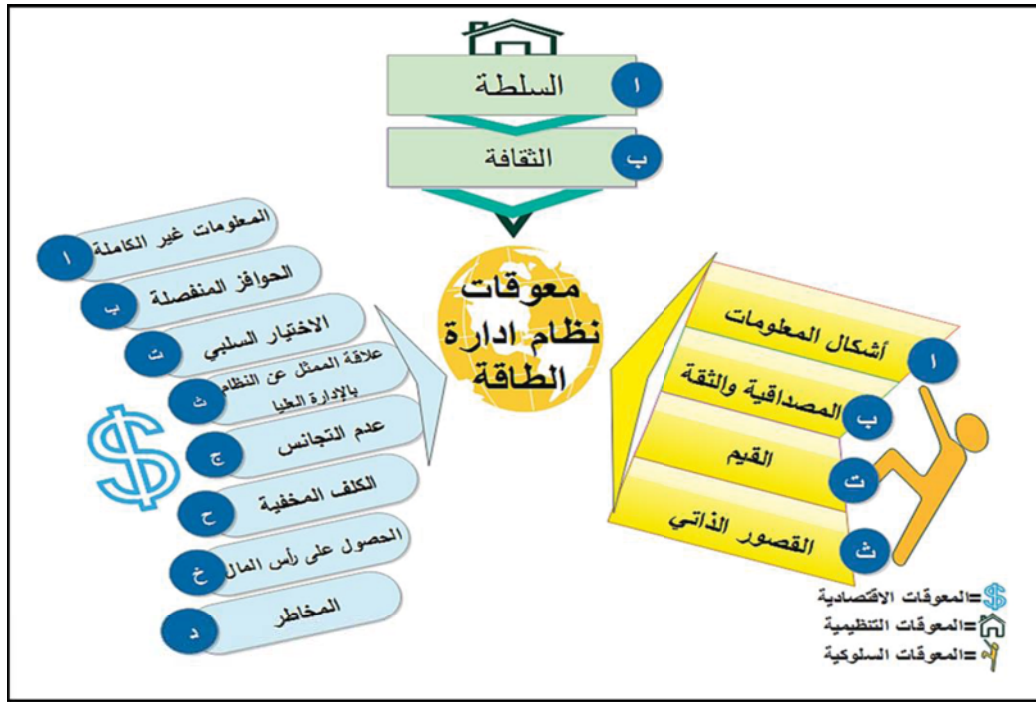 ا
السلطة
ب
الثقافة
معوقات
نظام ادارة
الطاقة
أشكال المعلومات
ا
المصداقية والثقة
ب
القيم
ت
القصور الذاتي
ث
ا
المعلومات غير الكاملة
ب
الحوافز المنفصلة
ت
الاختيار السلبي
ث
علاقة الممثل عن النظام
بالإدارة العليا
ج
عدم التجانس
ح
الكلف المخفية
خ
الحصول على رأس المال
د
المخاطر
$
$=المعوقات الاقتصادية
=المعوقات التنظيمية
=المعوقات السلوكية